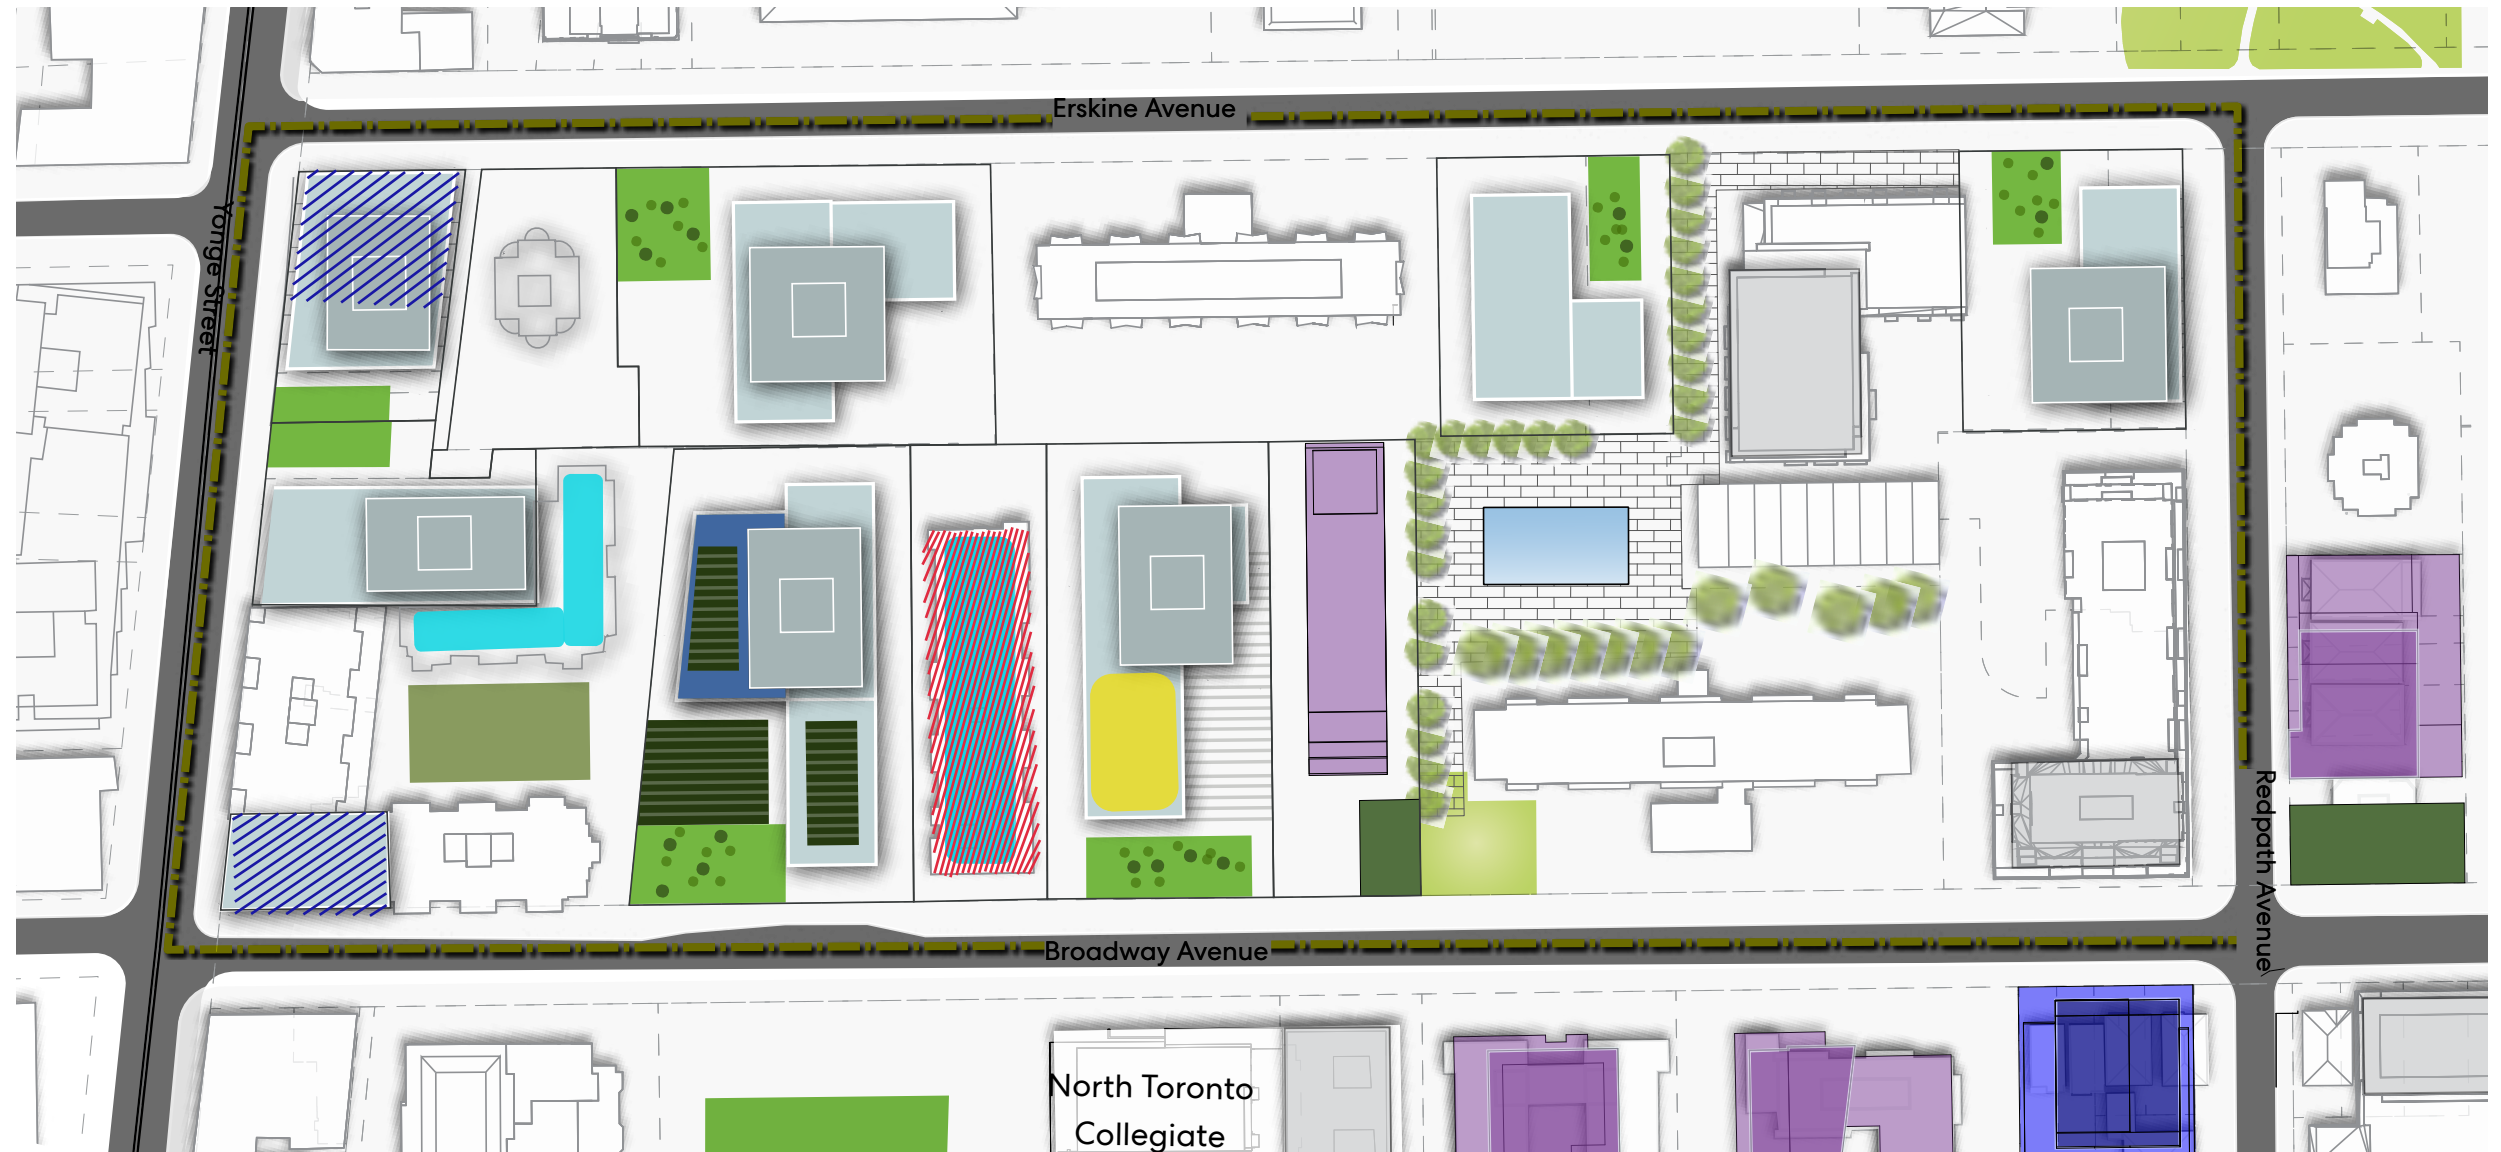 Erskine Avenue
Yonge Street
Redpath Avenue
Broadway Avenue
North Toronto
Collegiate